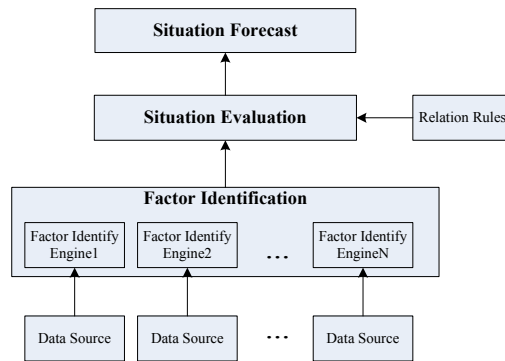 Situation Forecast
Situation Evaluation
Relation Rules
Factor Identification
Factor Identify
Engine1
Factor Identify
Engine2
...
Factor Identify
EngineN
Data Source
Data Source
...
Data Source